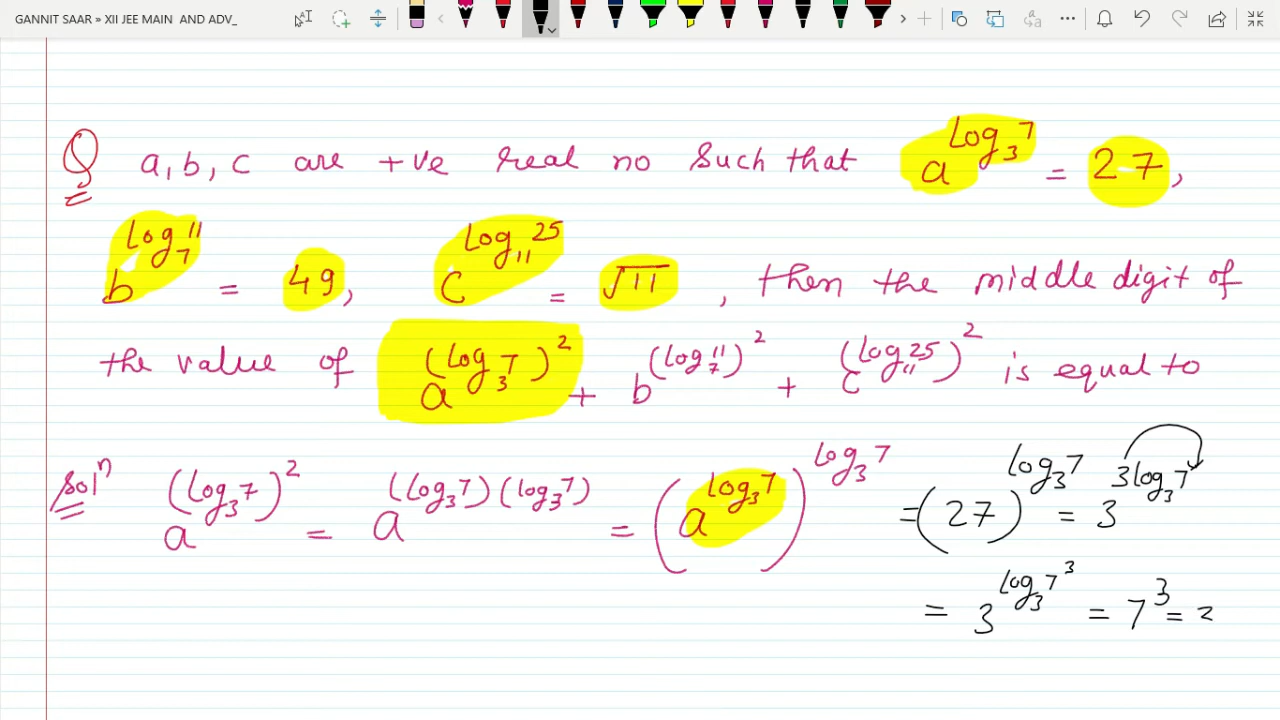 GANNIT SAAR » XII JEE MAIN AND ADV_
Q a, b, c are +ve real no such that a^(log_3 7) = 27,
b^(log_7 11) = 49, c^(log_11 25) = √11, then the middle digit of
the value of a^((log_3 7)^2) + b^((log_7 11)^2) + c^((log_11 25)^2) is equal to
Solⁿ a^((log_3 7)^2) = a^((log_3 7)(log_3 7)) = (a^(log_3 7))^(log_3 7) = (27)^(log_3 7) = 3^(3log_3 7)
= 3^(log_3 7^3) = 7^3 =